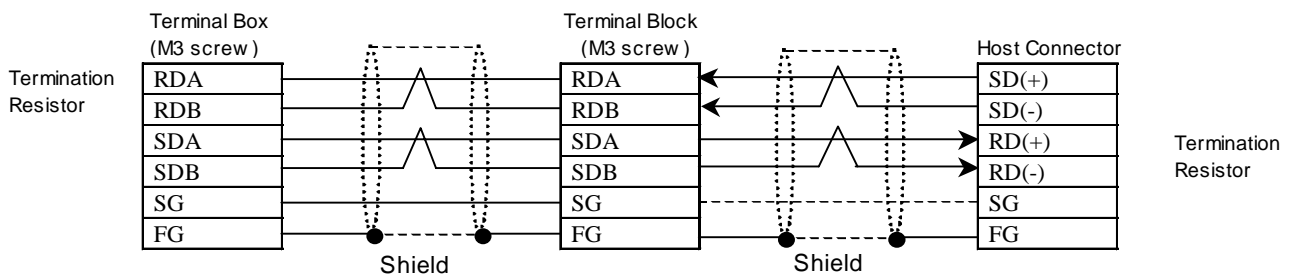 Terminal Box
(M3 screw)
Terminal Block
(M3 screw)
Host Connector
Termination
Resistor
RDA
RDB
SDA
SDB
SG
FG
RDA
RDB
SDA
SDB
SG
FG
SD(+)
SD(-)
RD(+)
RD(-)
SG
FG
Termination
Resistor
Shield
Shield